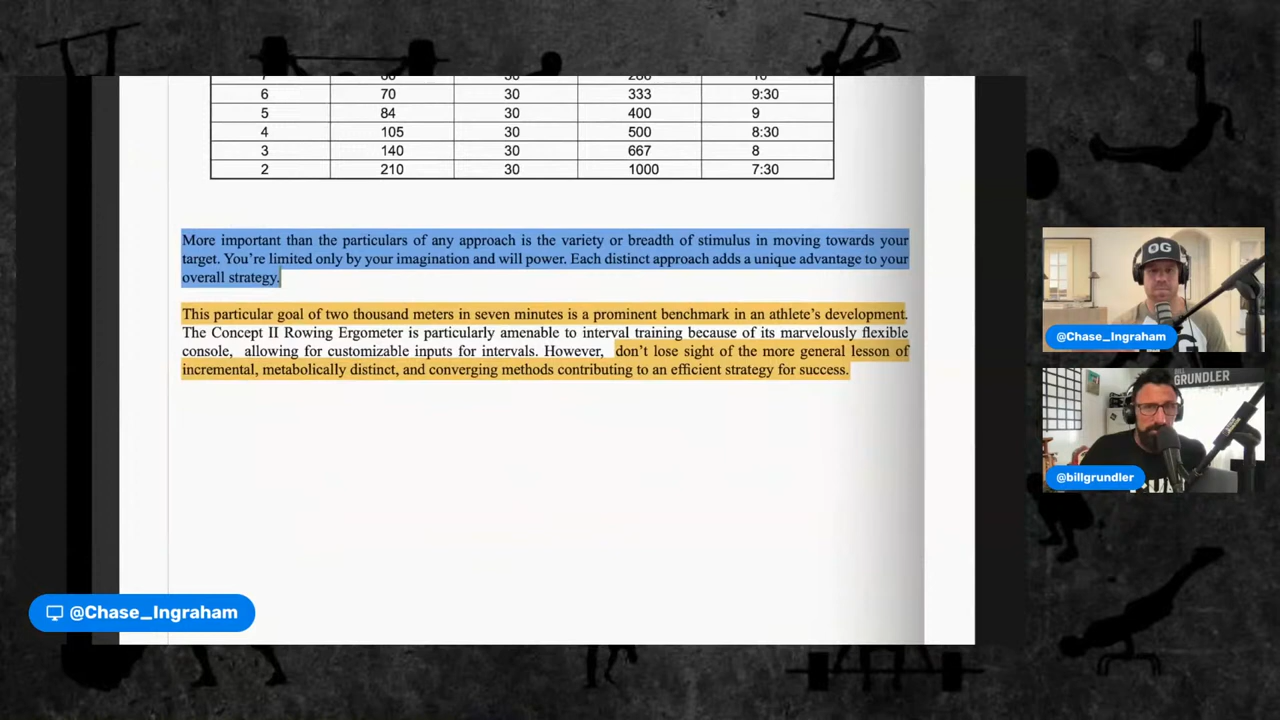 6 70 30 333 9:30
5 84 30 400 9
4 105 30 500 8:30
3 140 30 667 8
2 210 30 1000 7:30
More important than the particulars of any approach is the variety or breadth of stimulus in moving towards your
target. You're limited only by your imagination and will power. Each distinct approach adds a unique advantage to your
overall strategy.
This particular goal of two thousand meters in seven minutes is a prominent benchmark in an athlete's development.
The Concept II Rowing Ergometer is particularly amenable to interval training because of its marvelously flexible
console, allowing for customizable inputs for intervals. However, don't lose sight of the more general lesson of
incremental, metabolically distinct, and converging methods contributing to an efficient strategy for success.
OG
@Chase_Ingraham
BILL
GRUNDLER
@billgrundler
@Chase_Ingraham